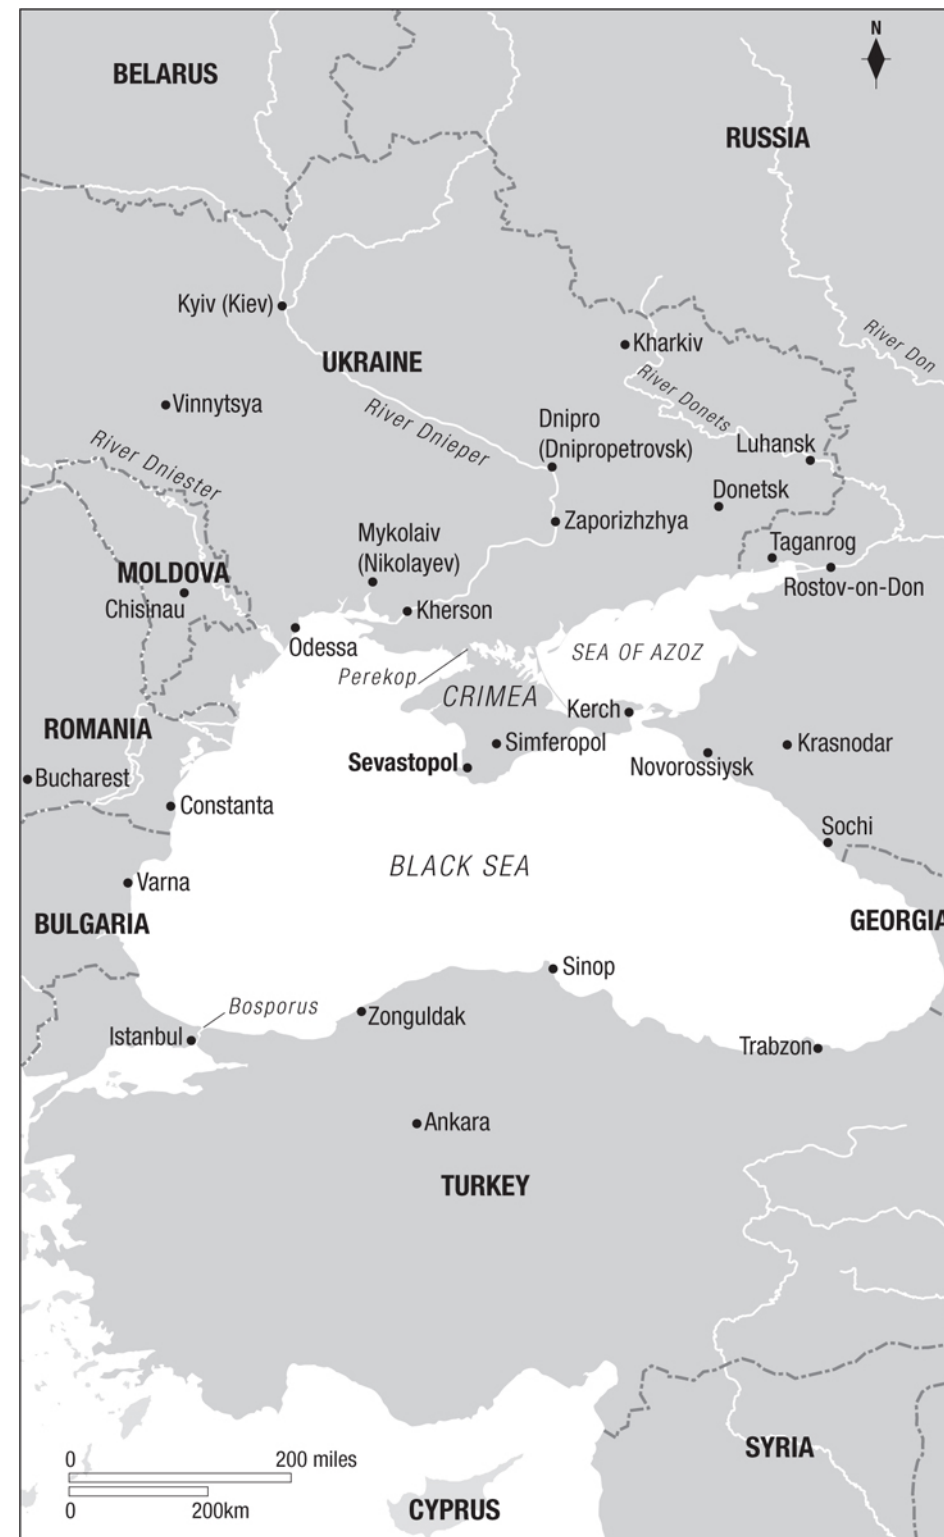 N
BELARUS
RUSSIA
Kyiv (Kiev)
River Don
Kharkiv
UKRAINE
River Donets
Vinnytsya
River Dnieper
Dnipro
(Dnipropetrovsk)
Luhansk
River Dniester
Donetsk
Zaporizhzhya
Mykolaiv
(Nikolayev)
Taganrog
MOLDOVA
Rostov-on-Don
Chisinau
Kherson
Odessa
SEA OF AZOZ
Perekop
CRIMEA
Kerch
ROMANIA
Simferopol
Krasnodar
Sevastopol
Novorossiysk
Bucharest
Constanta
Sochi
BLACK SEA
Varna
BULGARIA
GEORGIA
Sinop
Bosporus
Zonguldak
Istanbul
Trabzon
Ankara
TURKEY
SYRIA
0 200 miles
0 200km
CYPRUS